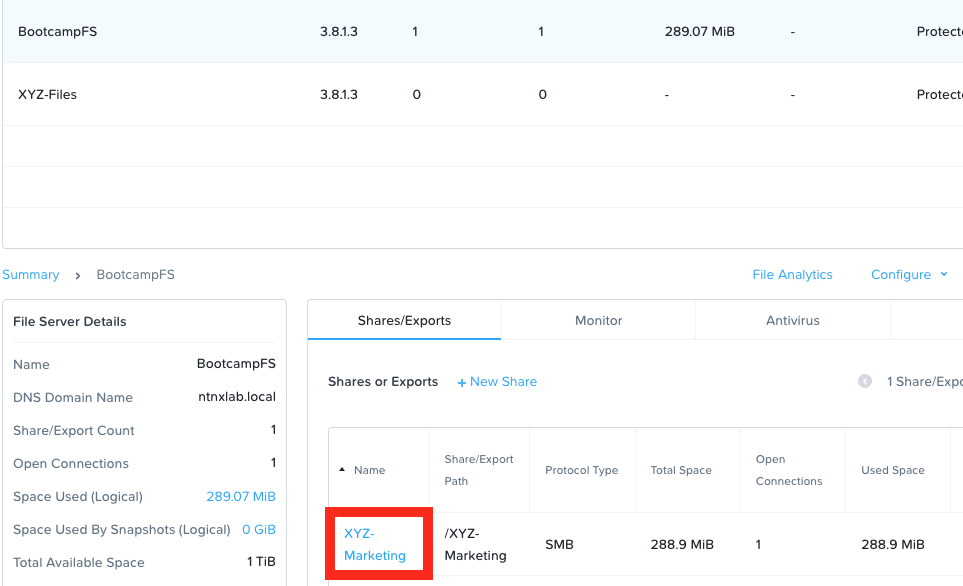 BootcampFS 3.8.1.3 1 1 289.07 MiB -
XYZ-Files 3.8.1.3 0 0 - -
Summary > BootcampFS File Analytics Configure
File Server Details
Name BootcampFS
DNS Domain Name ntnxlab.local
Share/Export Count 1
Open Connections 1
Space Used (Logical) 289.07 MiB
Space Used By Snapshots (Logical) 0 GiB
Total Available Space 1 TiB
Shares/Exports Monitor Antivirus
Shares or Exports + New Share 1
Name Share/Export Path Protocol Type Total Space Open Connections Used Space
XYZ-Marketing /XYZ-Marketing SMB 288.9 MiB 1 288.9 MiB